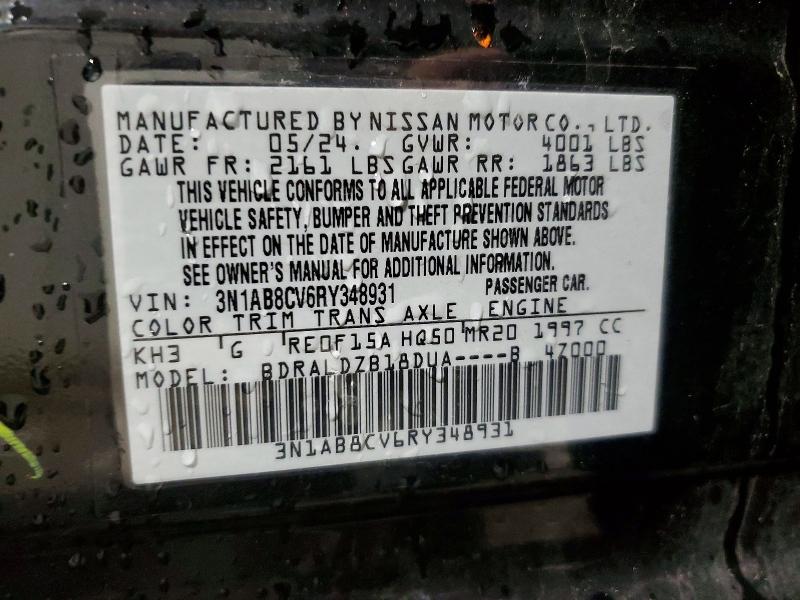 MANUFACTURED BY NISSAN MOTOR CO., LTD.
DATE: 05/24. GVWR: 4001 LBS
GAWR FR: 2161 LBS GAWR RR: 1863 LBS
THIS VEHICLE CONFORMS TO ALL APPLICABLE FEDERAL MOTOR
VEHICLE SAFETY, BUMPER AND THEFT PREVENTION STANDARDS
IN EFFECT ON THE DATE OF MANUFACTURE SHOWN ABOVE.
SEE OWNER'S MANUAL FOR ADDITIONAL INFORMATION.
VIN: 3N1AB8CV6RY348931 PASSENGER CAR.
COLOR TRIM TRANS AXLE ENGINE
KH3 G RE0F15A HQ50 MR20 1997 CC
MODEL: BDRALDZB18DUA----B 47000
3N1AB8CV6RY348931